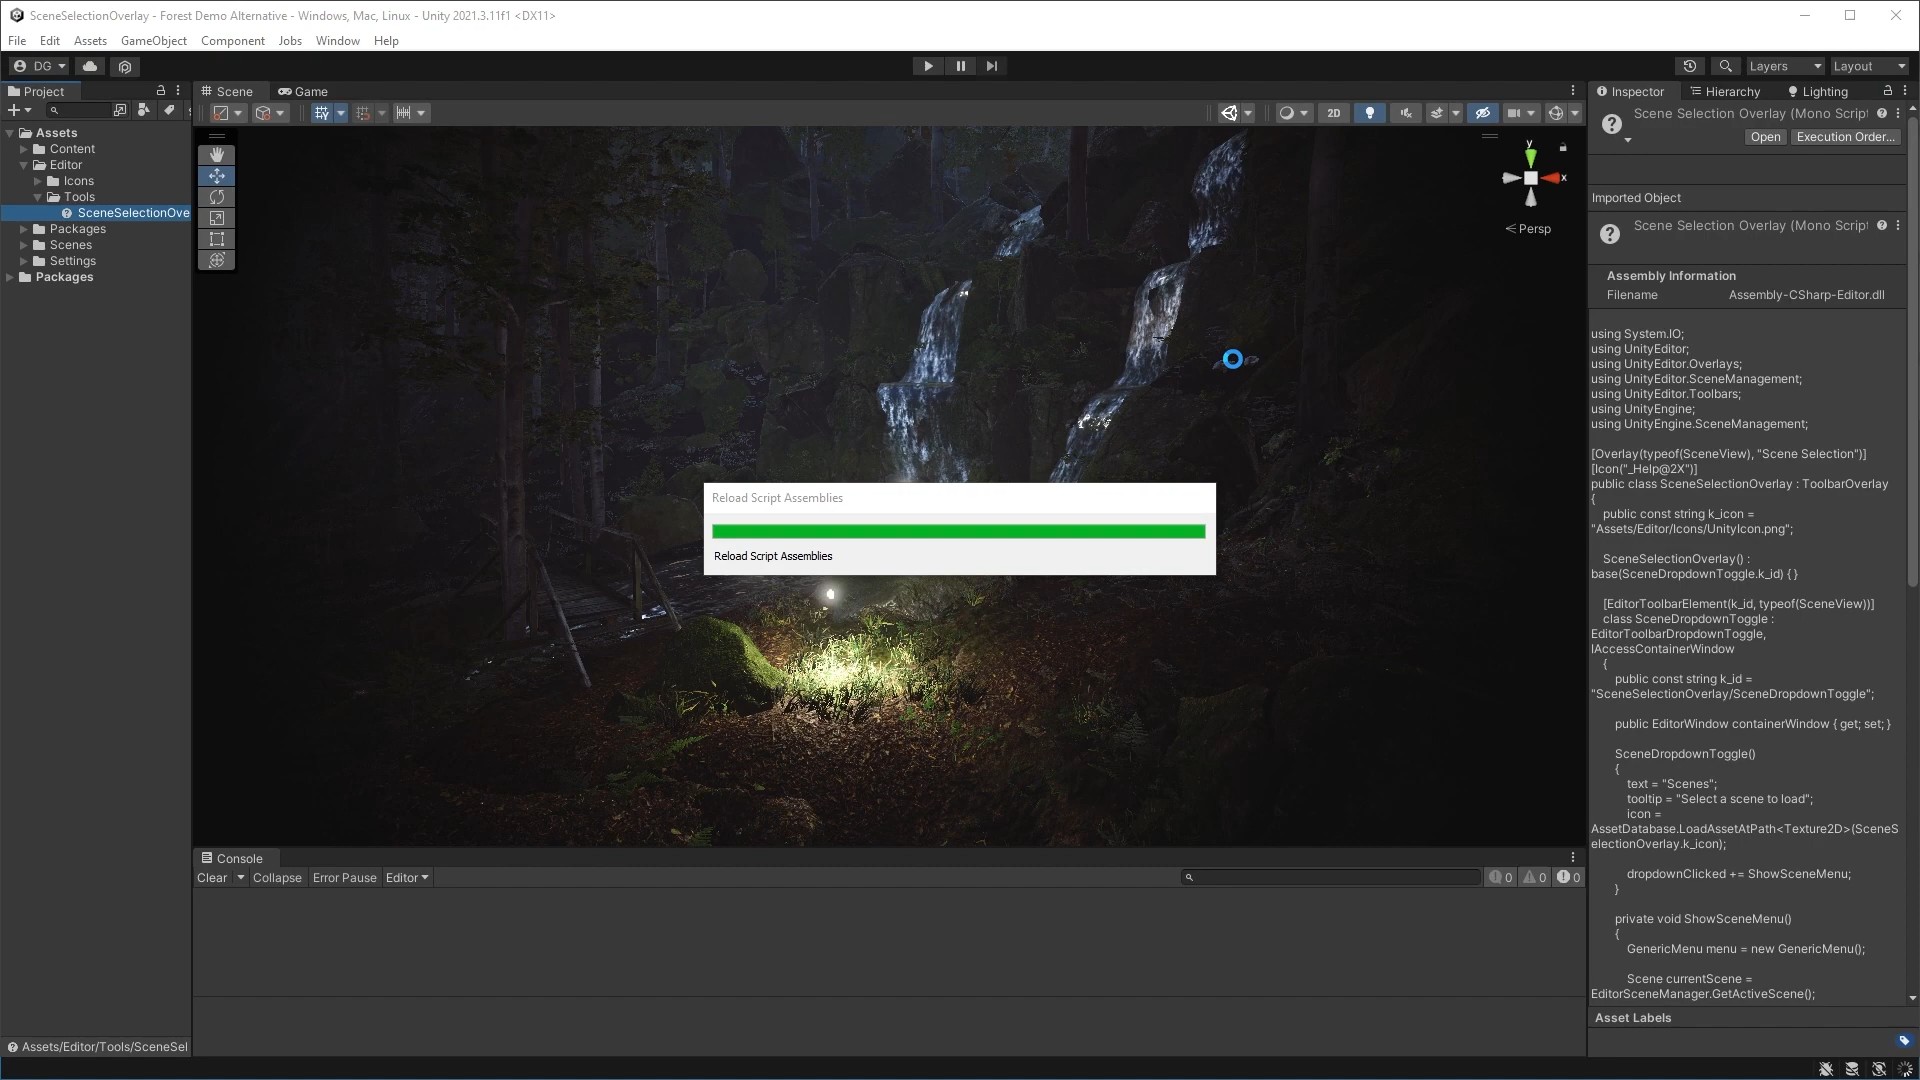 SceneSelectionOverlay - Forest Demo Alternative - Windows, Mac, Linux - Unity 2021.3.11f1 <DX11>
File Edit Assets GameObject Component Jobs Window Help
DG
Layers Layout
Project
Assets
Content
Editor
Icons
Tools
SceneSelectionOve
Packages
Scenes
Settings
Packages
Assets/Editor/Tools/SceneSel
Scene Game
2D
y
x
Persp
Reload Script Assemblies
Reload Script Assemblies
Console
Clear Collapse Error Pause Editor
0 0 0
Inspector Hierarchy Lighting
Scene Selection Overlay (Mono Script
Open Execution Order...
Imported Object
Scene Selection Overlay (Mono Script
Assembly Information
Filename Assembly-CSharp-Editor.dll
using System.IO;
using UnityEditor;
using UnityEditor.Overlays;
using UnityEditor.SceneManagement;
using UnityEditor.Toolbars;
using UnityEngine;
using UnityEngine.SceneManagement;
[Overlay(typeof(SceneView), "Scene Selection")]
[Icon("_Help@2X")]
public class SceneSelectionOverlay : ToolbarOverlay
{
public const string k_icon =
"Assets/Editor/Icons/UnityIcon.png";
SceneSelectionOverlay() :
base(SceneDropdownToggle.k_id) { }
[EditorToolbarElement(k_id, typeof(SceneView))]
class SceneDropdownToggle :
EditorToolbarDropdownToggle,
IAccessContainerWindow
{
public const string k_id =
"SceneSelectionOverlay/SceneDropdownToggle";
public EditorWindow containerWindow { get; set; }
SceneDropdownToggle()
{
text = "Scenes";
tooltip = "Select a scene to load";
icon =
AssetDatabase.LoadAssetAtPath<Texture2D>(SceneS
electionOverlay.k_icon);
dropdownClicked += ShowSceneMenu;
}
private void ShowSceneMenu()
{
GenericMenu menu = new GenericMenu();
Scene currentScene =
EditorSceneManager.GetActiveScene();
Asset Labels